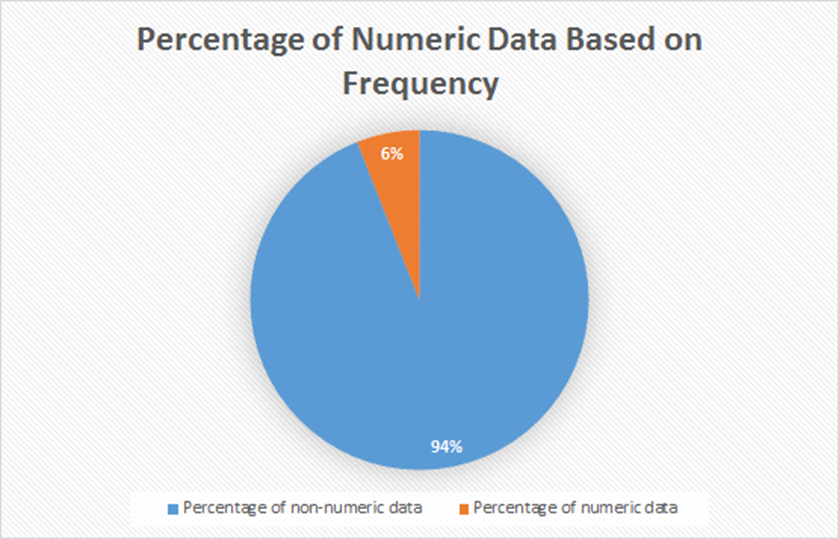 Percentage of Numeric Data Based on
Frequency
6%
94%
Percentage of non-numeric data
Percentage of numeric data